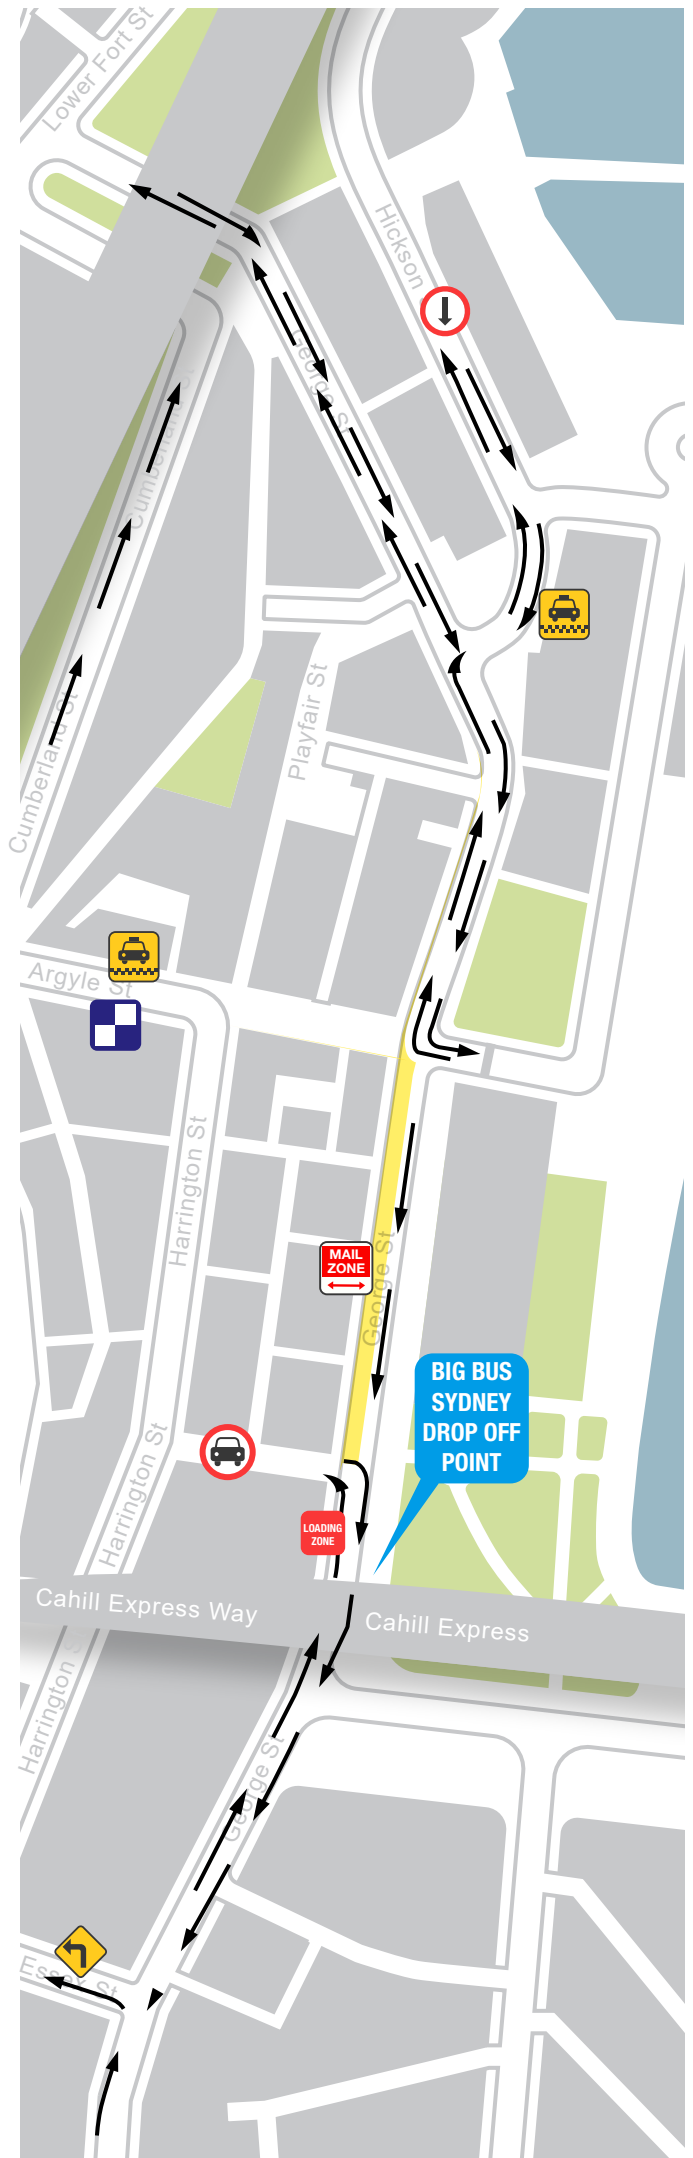 Lower Fort St
Hickson
George St
Cumberland St
Cumberland St
Playfair St
Argyle St
Harrington St
MAIL
ZONE
George St
BIG BUS
SYDNEY
DROP OFF
POINT
Harrington St
LOADING
ZONE
Cahill Express Way
Cahill Express
Harrington St
George St
Essex St